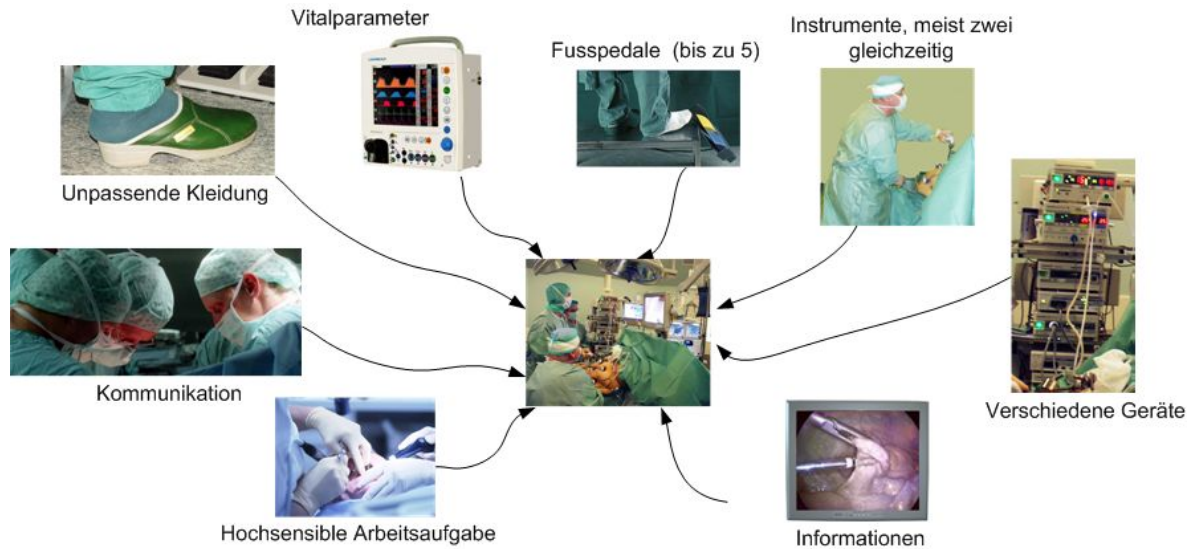 Vitalparameter
Fusspedale (bis zu 5)
Instrumente, meist zwei
gleichzeitig
Unpassende Kleidung
Kommunikation
Verschiedene Geräte
Hochsensible Arbeitsaufgabe
Informationen